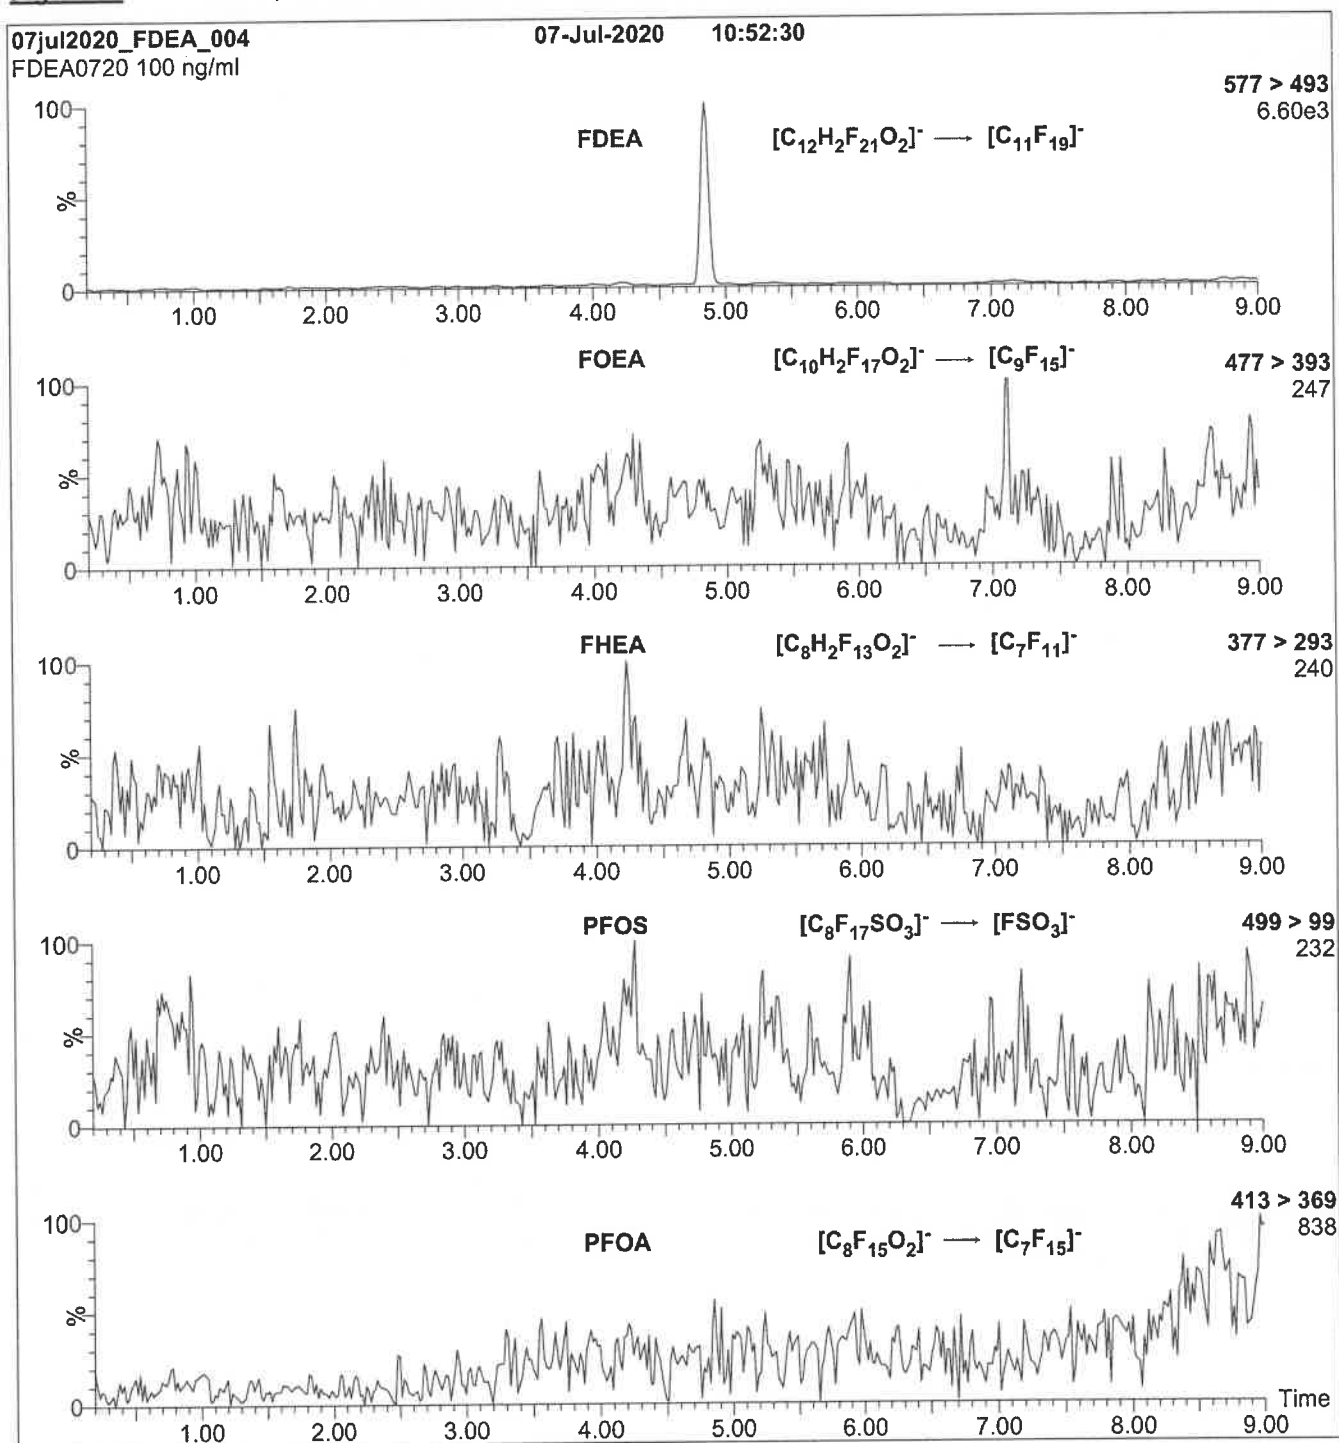 07jul2020_FDEA_004 07-Jul-2020 10:52:30
FDEA0720 100 ng/ml
577 > 493
6.60e3
FDEA [C12H2F21O2]- → [C11F19]-
100
%
0
1.00 2.00 3.00 4.00 5.00 6.00 7.00 8.00 9.00
FOEA [C10H2F17O2]- → [C9F15]- 477 > 393
247
100
%
0
1.00 2.00 3.00 4.00 5.00 6.00 7.00 8.00 9.00
FHEA [C8H2F13O2]- → [C7F11]- 377 > 293
240
100
%
0
1.00 2.00 3.00 4.00 5.00 6.00 7.00 8.00 9.00
PFOS [C8F17SO3]- → [FSO3]- 499 > 99
232
100
%
0
1.00 2.00 3.00 4.00 5.00 6.00 7.00 8.00 9.00
413 > 369
838
PFOA [C8F15O2]- → [C7F15]-
100
%
0
Time
1.00 2.00 3.00 4.00 5.00 6.00 7.00 8.00 9.00